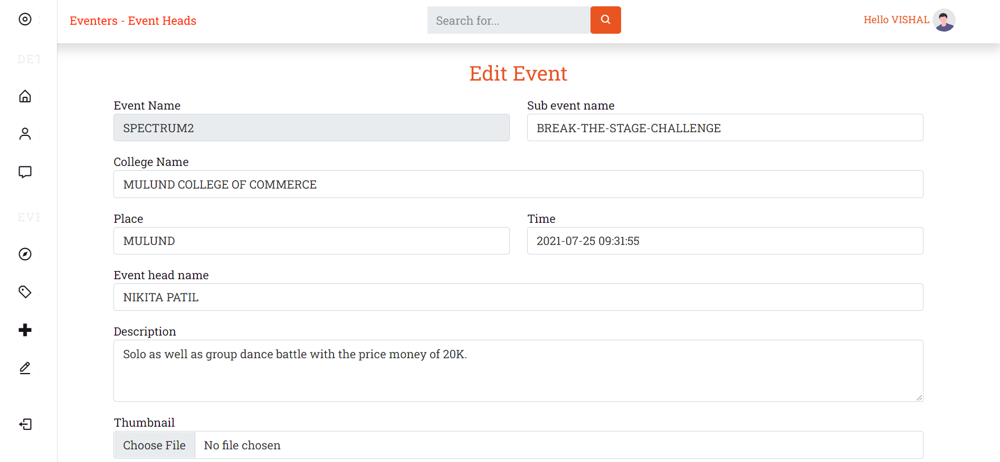 Eventers - Event Heads
Search for...
Hello VISHAL
DET
Edit Event
Event Name
Sub event name
SPECTRUM2
BREAK-THE-STAGE-CHALLENGE
College Name
MULUND COLLEGE OF COMMERCE
Place
Time
MULUND
2021-07-25 09:31:55
EVE
Event head name
NIKITA PATIL
Description
Solo as well as group dance battle with the price money of 20K.
Thumbnail
Choose File No file chosen